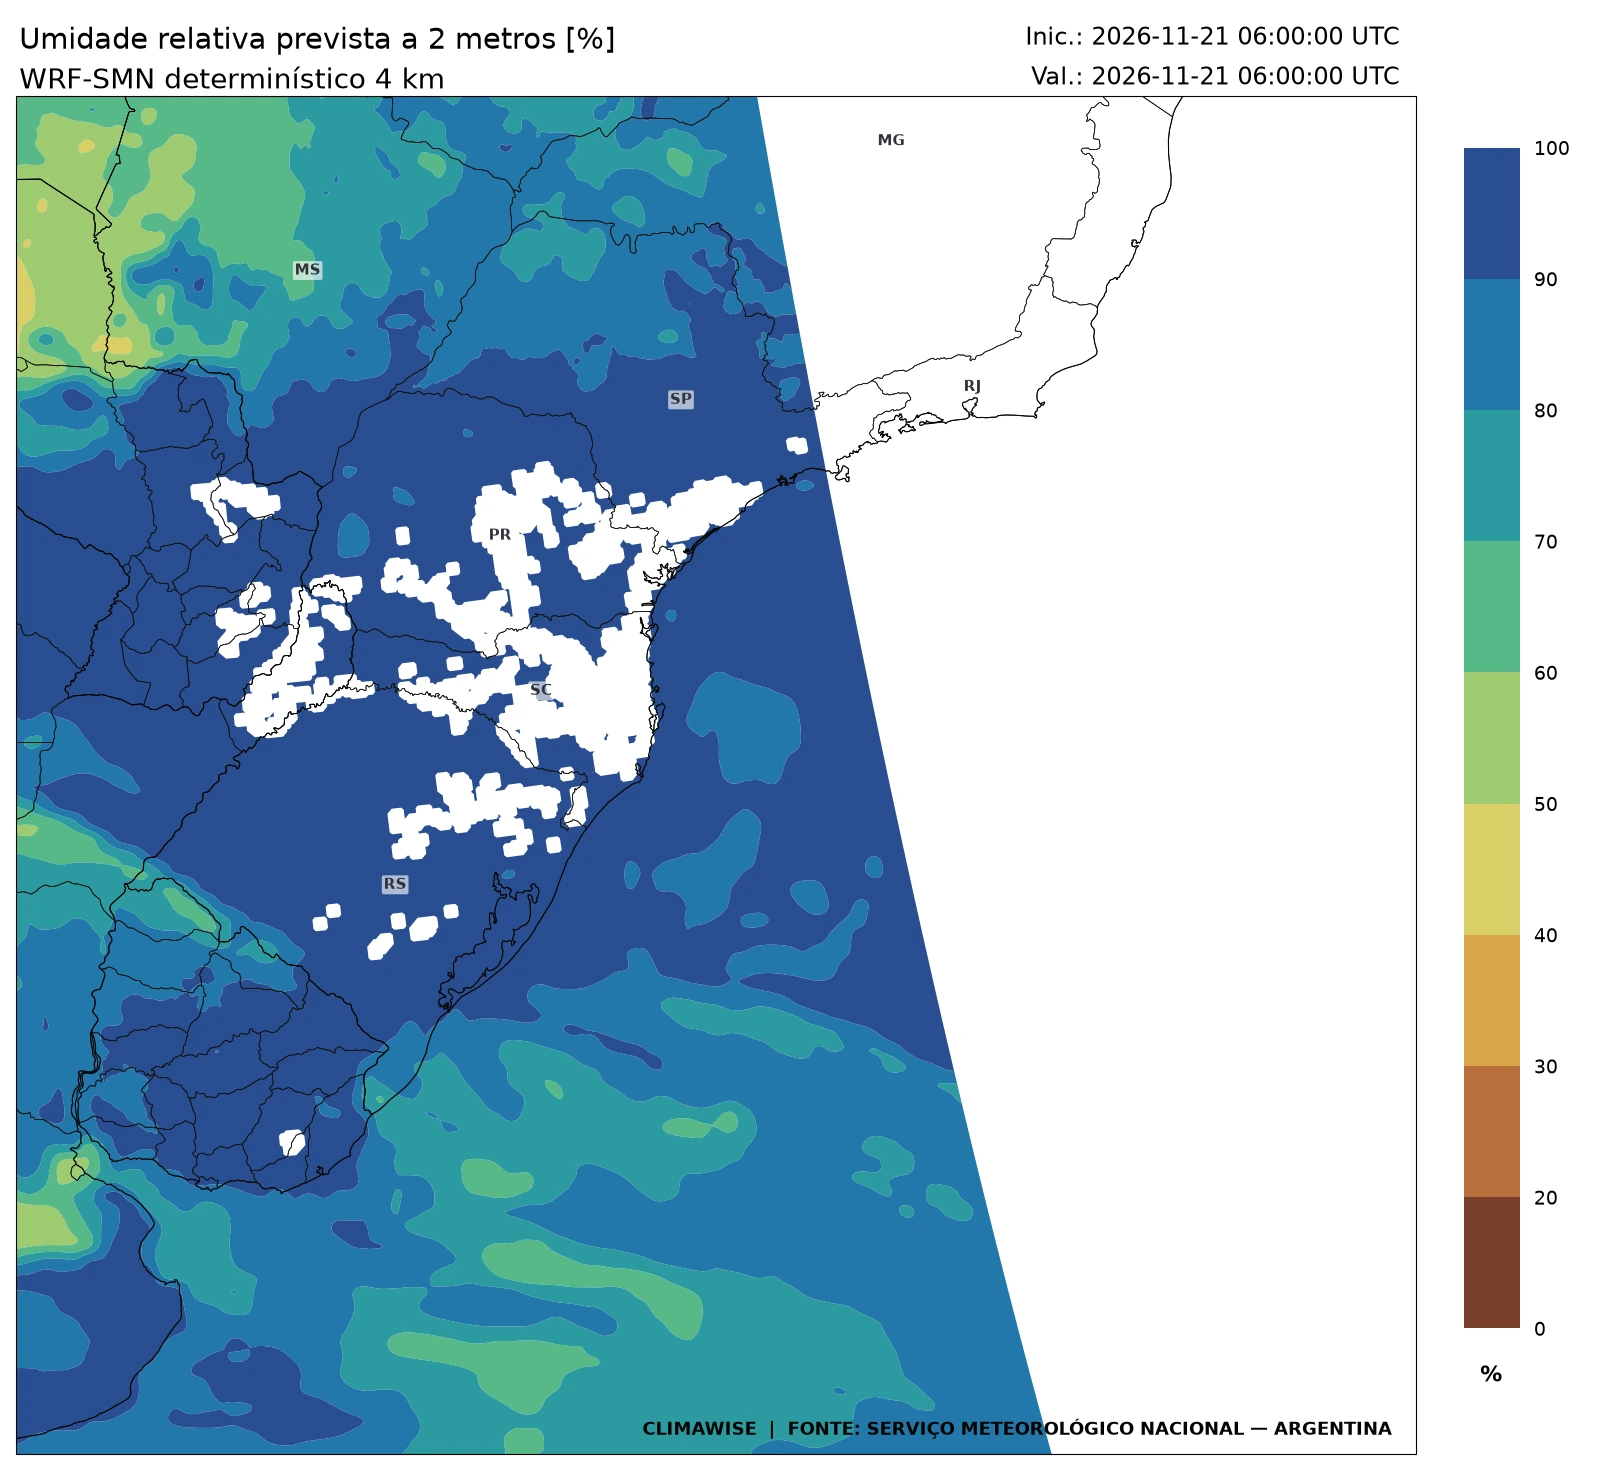 Umidade relativa prevista a 2 metros [%]
WRF-SMN determinístico 4 km
Inic.: 2026-11-21 06:00:00 UTC
Val.: 2026-11-21 06:00:00 UTC
MG
MS
RJ
SP
PR
SC
RS
100
90
80
70
60
50
40
30
20
0
%
CLIMAWISE | FONTE: SERVIÇO METEOROLÓGICO NACIONAL — ARGENTINA